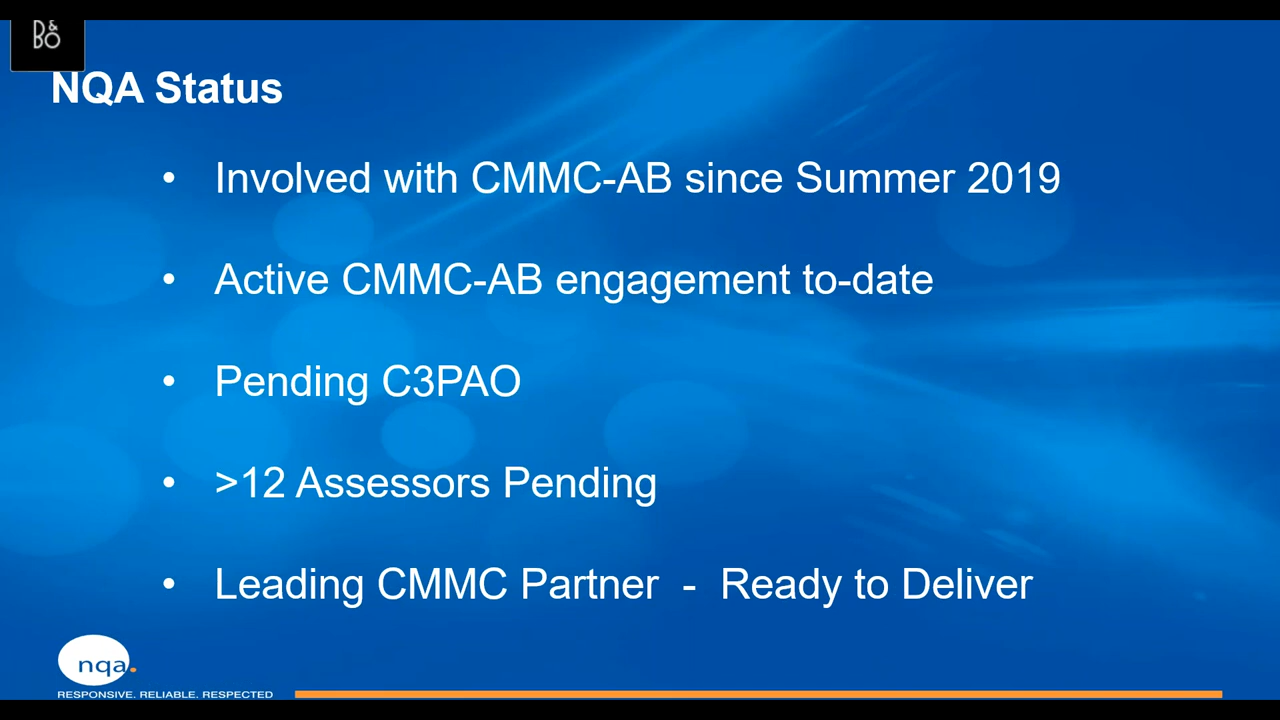 B&O
NQA Status
• Involved with CMMC-AB since Summer 2019
• Active CMMC-AB engagement to-date
• Pending C3PAO
• >12 Assessors Pending
• Leading CMMC Partner - Ready to Deliver
nqa.
RESPONSIVE. RELIABLE. RESPECTED